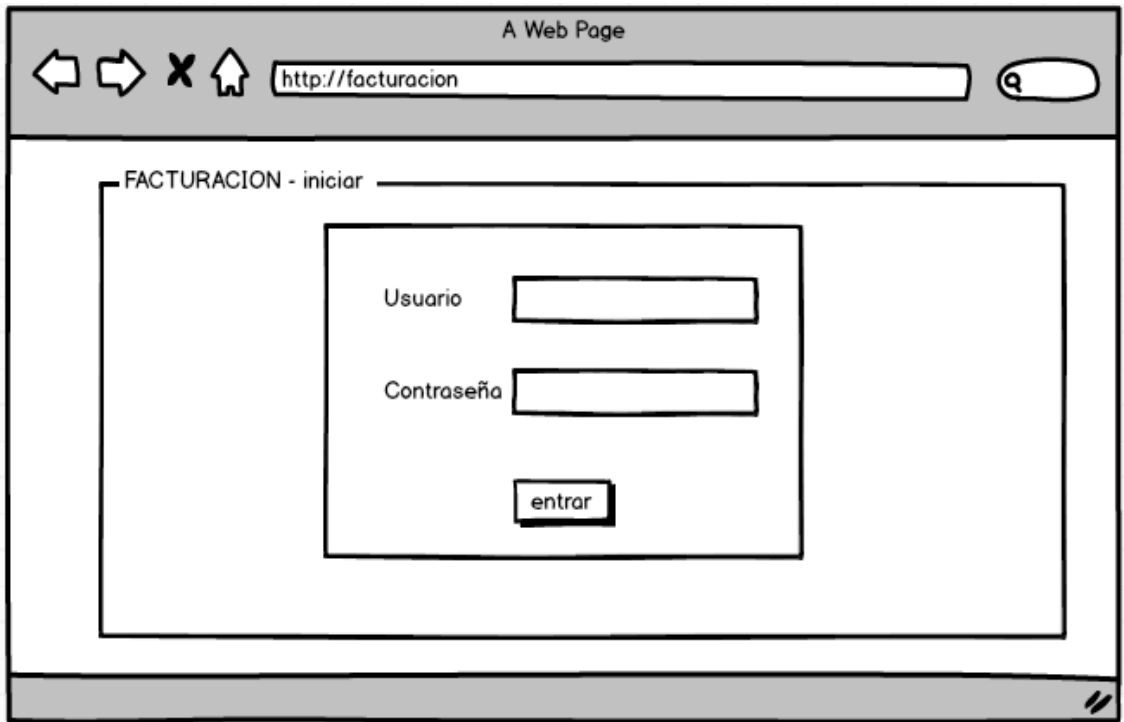 A Web Page
http://facturacion
FACTURACION - iniciar
Usuario
Contraseña
entrar